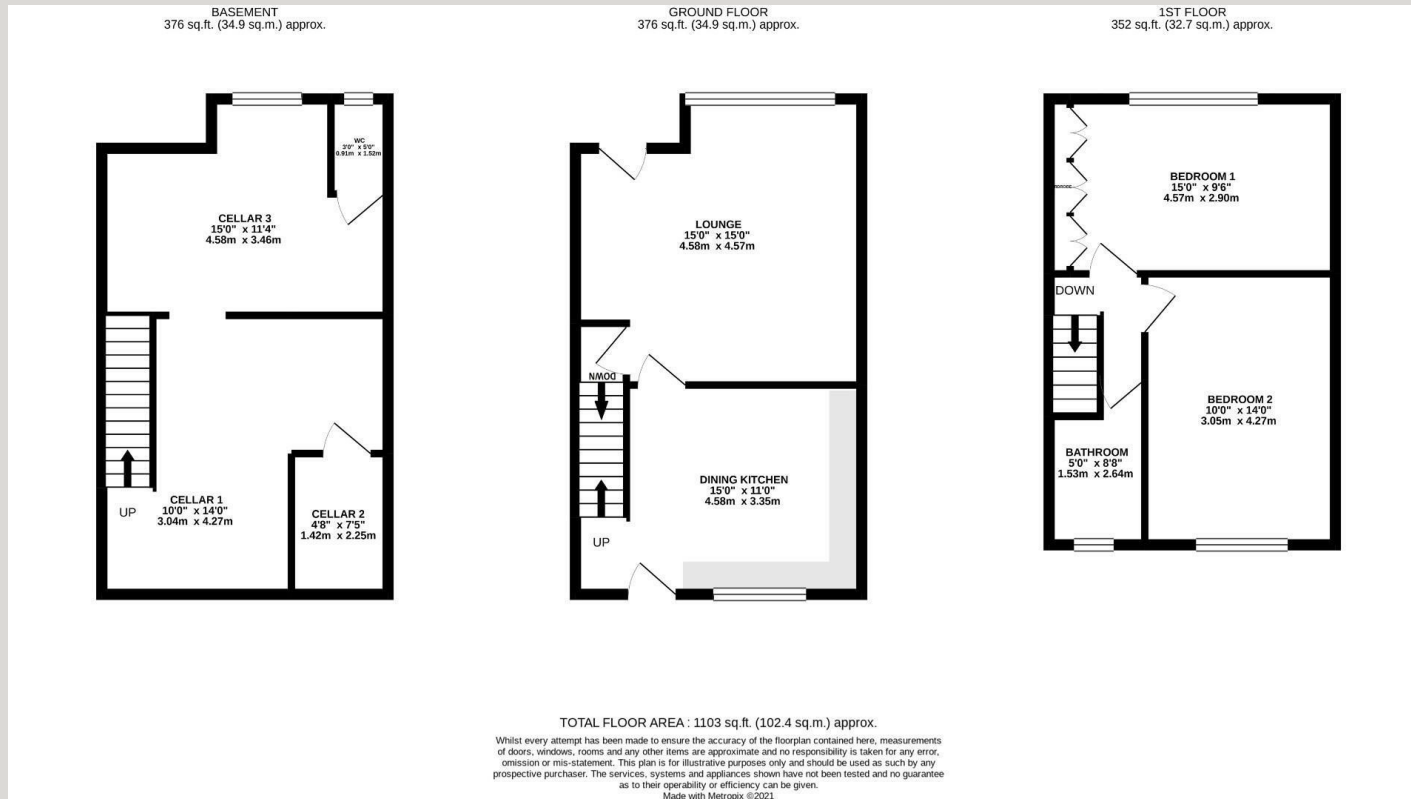 BASEMENT
376 sq.ft. (34.9 sq.m.) approx.
WC
3'0" x 5'0"
0.91m x 1.52m
CELLAR 3
15'0" x 11'4"
4.58m x 3.46m
UP
CELLAR 1
10'0" x 14'0"
3.04m x 4.27m
CELLAR 2
4'8" x 7'5"
1.42m x 2.25m
GROUND FLOOR
376 sq.ft. (34.9 sq.m.) approx.
LOUNGE
15'0" x 15'0"
4.58m x 4.57m
DOWN
DINING KITCHEN
15'0" x 11'0"
4.58m x 3.35m
UP
1ST FLOOR
352 sq.ft. (32.7 sq.m.) approx.
BEDROOM 1
15'0" x 9'6"
4.57m x 2.90m
DOWN
BEDROOM 2
10'0" x 14'0"
3.05m x 4.27m
BATHROOM
5'0" x 8'8"
1.53m x 2.64m
TOTAL FLOOR AREA : 1103 sq.ft. (102.4 sq.m.) approx.
Whilst every attempt has been made to ensure the accuracy of the floorplan contained here, measurements
of doors, windows, rooms and any other items are approximate and no responsibility is taken for any error,
omission or mis-statement. This plan is for illustrative purposes only and should be used as such by any
prospective purchaser. The services, systems and appliances shown have not been tested and no guarantee
as to their operability or efficiency can be given.
Made with Metropix ©2021